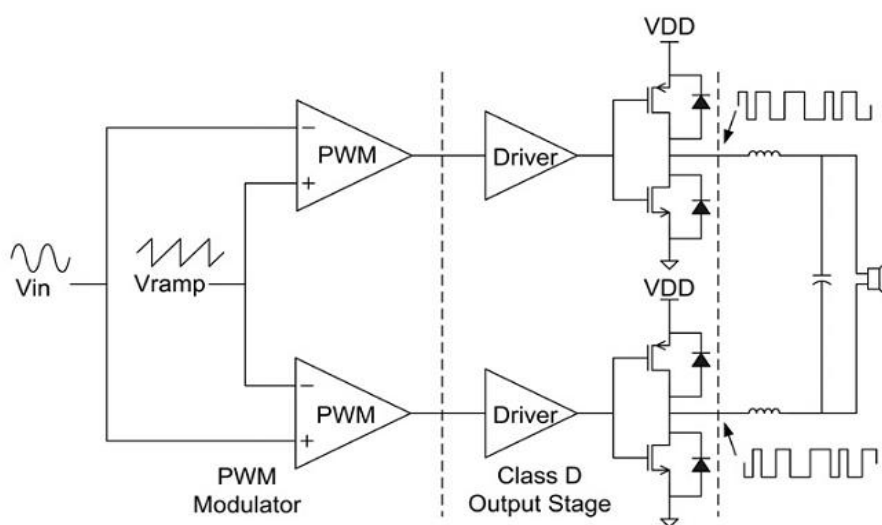 VDD
−
PWM
+
Driver
Vin
Vramp
VDD
−
PWM
+
Driver
PWM
Modulator
Class D
Output Stage